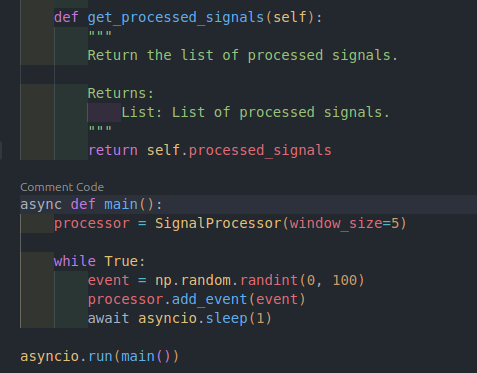 def get_processed_signals(self):
"""
Return the list of processed signals.
Returns:
List: List of processed signals.
"""
return self.processed_signals
Comment Code
async def main():
processor = SignalProcessor(window_size=5)
while True:
event = np.random.randint(0, 100)
processor.add_event(event)
await asyncio.sleep(1)
asyncio.run(main())